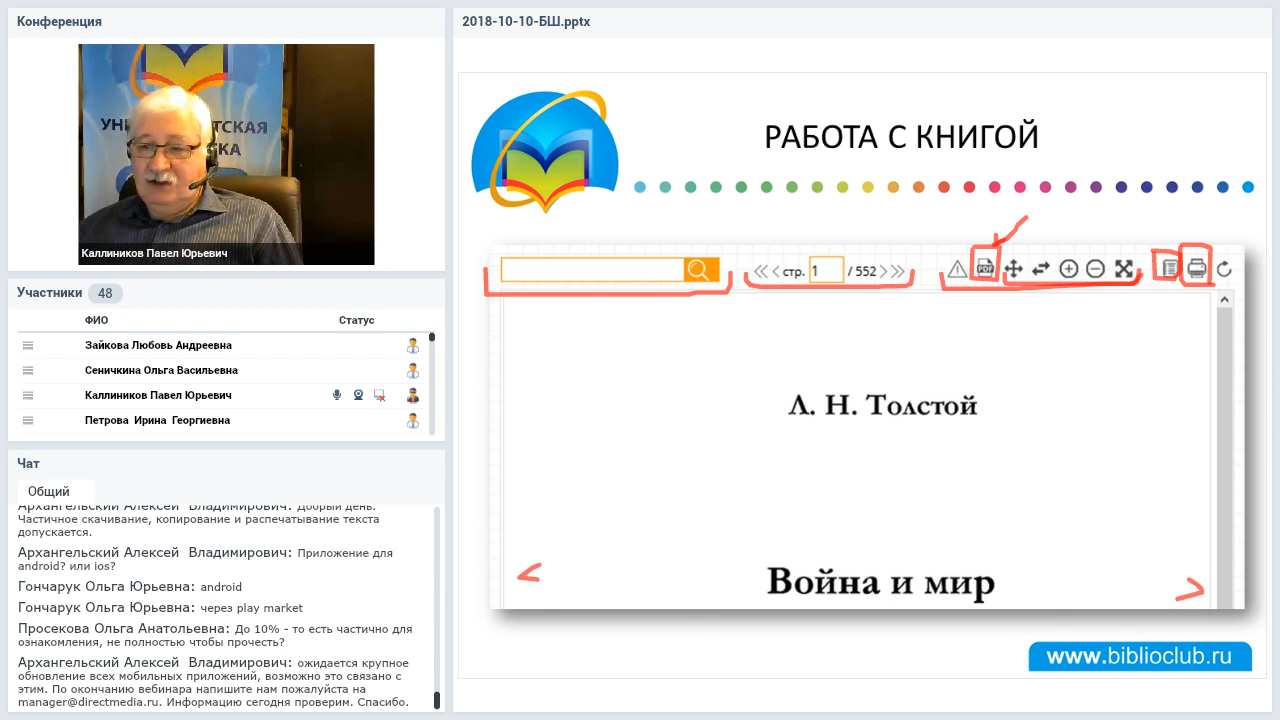 Конференция
УНИ ТСКАЯ
КА
Каллиников Павел Юрьевич
Участники 48
ФИО Статус
Зайкова Любовь Андреевна
Сеничкина Ольга Васильевна
Каллиников Павел Юрьевич
Петрова Ирина Георгиевна
Чат
Общий
Архангельский Алексей Владимирович: Добрый день.
Частичное скачивание, копирование и распечатывание текста
допускается.
Архангельский Алексей Владимирович: Приложение для
android? или ios?
Гончарук Ольга Юрьевна: android
Гончарук Ольга Юрьевна: через play market
Просекова Ольга Анатольевна: До 10% - то есть частично для
ознакомления, не полностью чтобы прочесть?
Архангельский Алексей Владимирович: ожидается крупное
обновление всех мобильных приложений, возможно это связано с
этим. По окончанию вебинара напишите нам пожалуйста на
manager@directmedia.ru. Информацию сегодня проверим. Спасибо.
2018-10-10-БШ.pptx
РАБОТА С КНИГОЙ
стр. 1 / 552
PDF
Л. Н. Толстой
Война и мир
www.biblioclub.ru